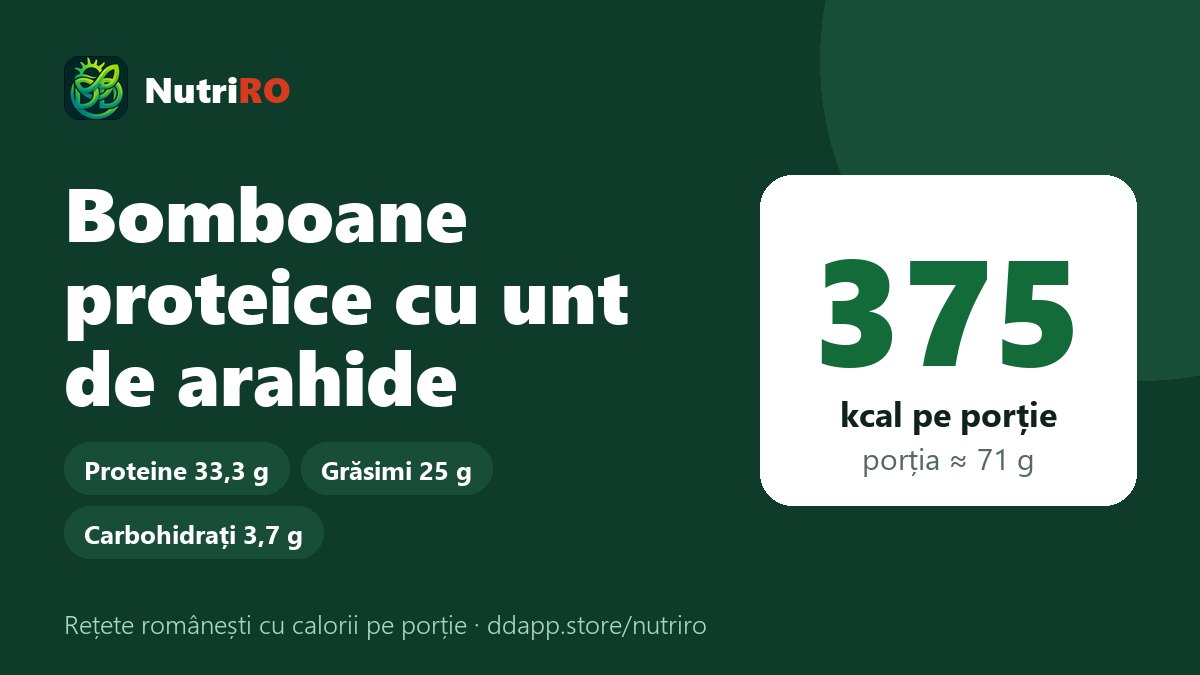 NutriRO
Bomboane
proteice cu unt
de arahide
Proteine 33,3 g
Grăsimi 25 g
Carbohidrați 3,7 g
375
kcal pe porție
porția ≈ 71 g
Rețete românești cu calorii pe porție · ddapp.store/nutriro